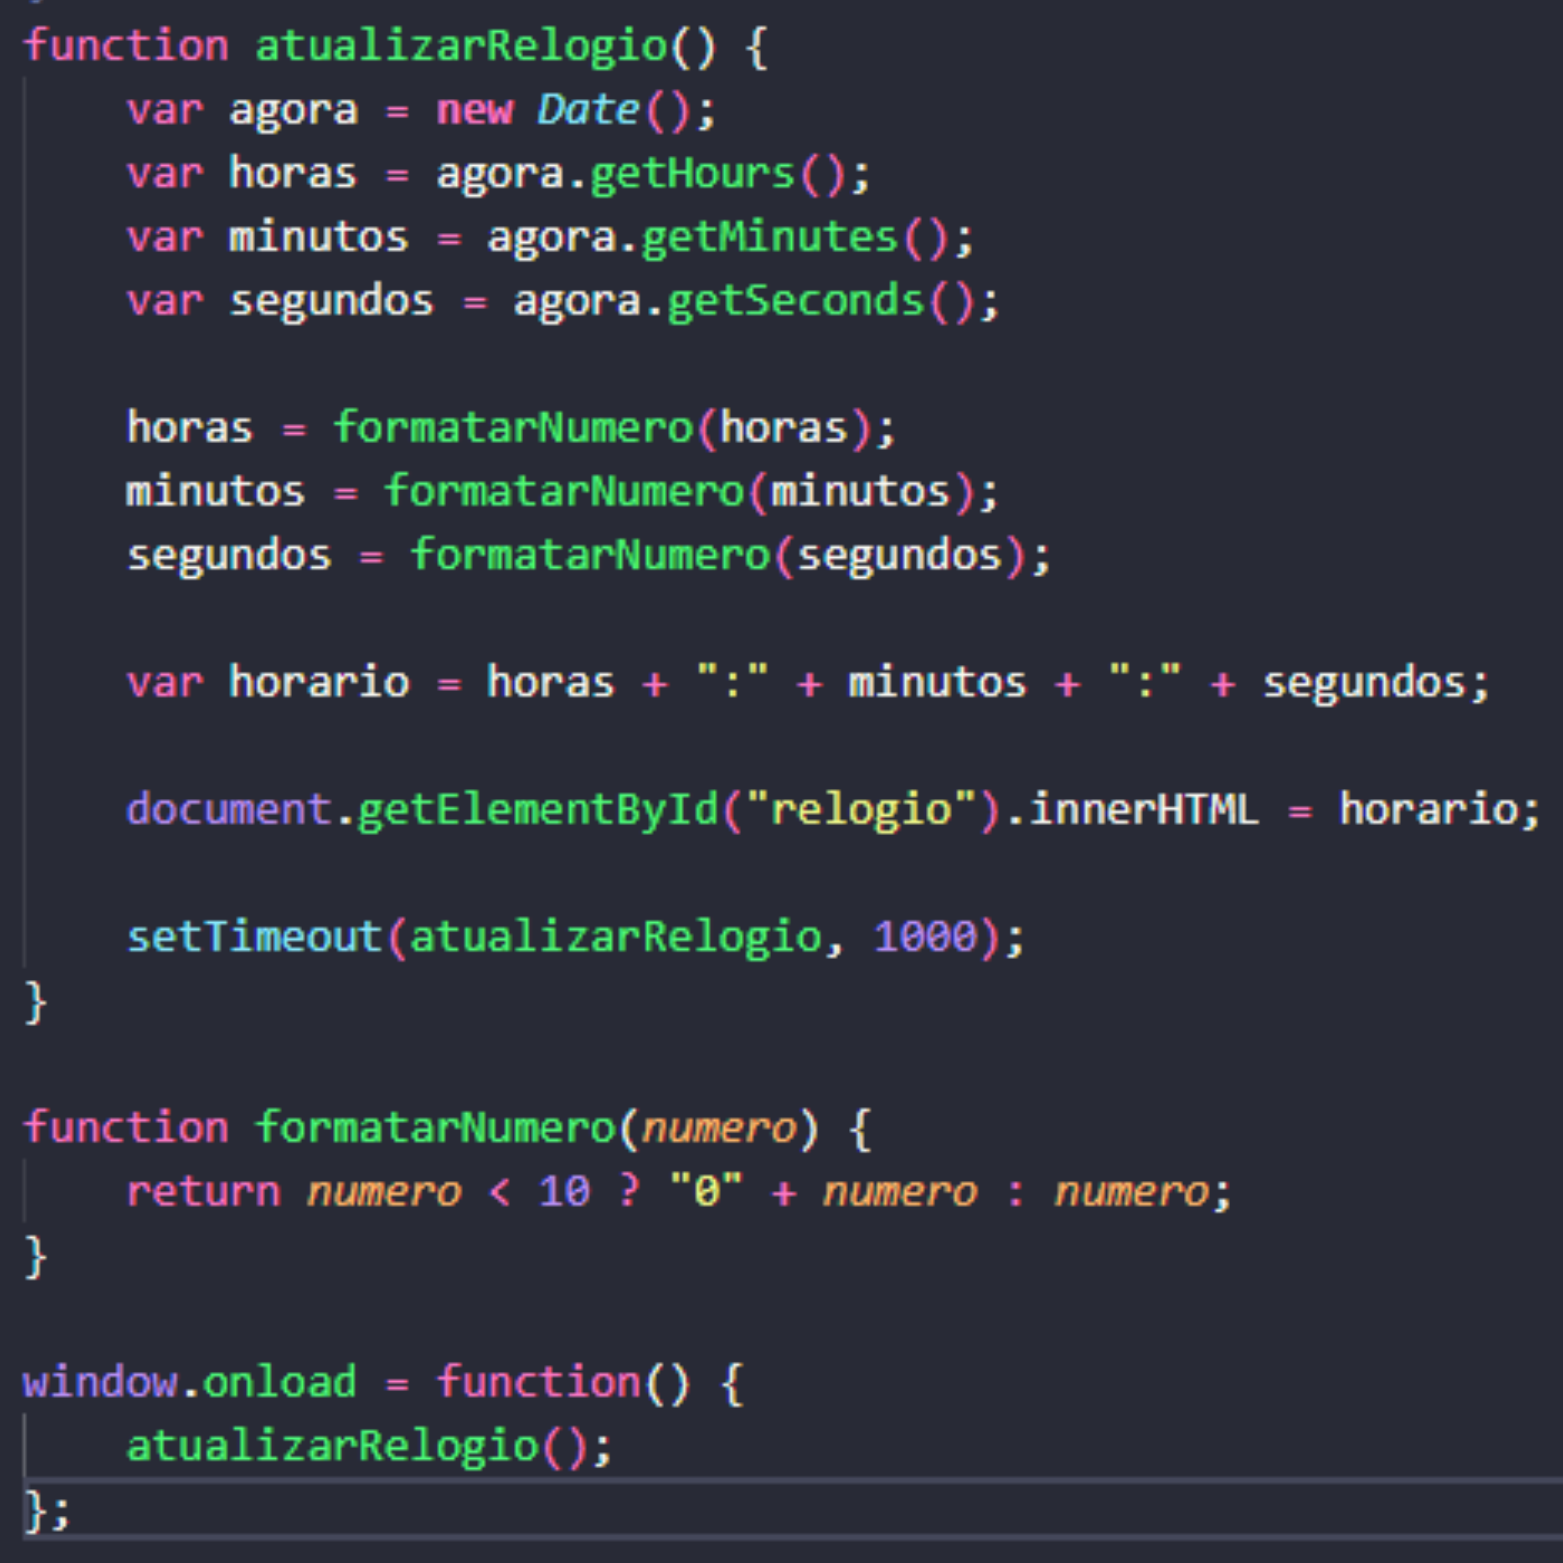 function atualizarRelogio() {
    var agora = new Date();
    var horas = agora.getHours();
    var minutos = agora.getMinutes();
    var segundos = agora.getSeconds();

    horas = formatarNumero(horas);
    minutos = formatarNumero(minutos);
    segundos = formatarNumero(segundos);

    var horario = horas + ":" + minutos + ":" + segundos;

    document.getElementById("relogio").innerHTML = horario;

    setTimeout(atualizarRelogio, 1000);
}

function formatarNumero(numero) {
    return numero < 10 ? "0" + numero : numero;
}

window.onload = function() {
    atualizarRelogio();
};